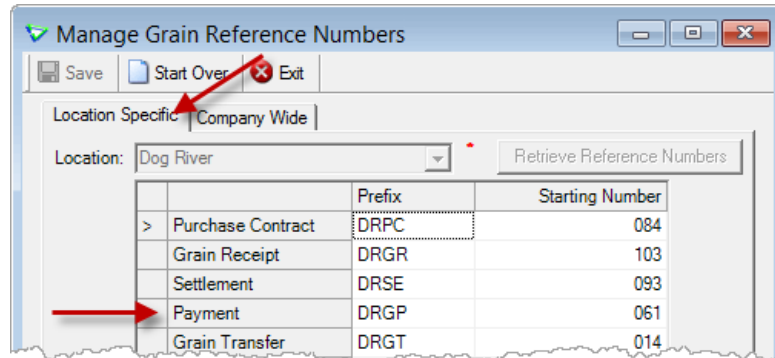 Manage Grain Reference Numbers
Save Start Over Exit
Location Specific Company Wide
Location: Dog River * Retrieve Reference Numbers
Prefix Starting Number
> Purchase Contract DRPC 084
Grain Receipt DRGR 103
Settlement DRSE 093
Payment DRGP 061
Grain Transfer DRGT 014